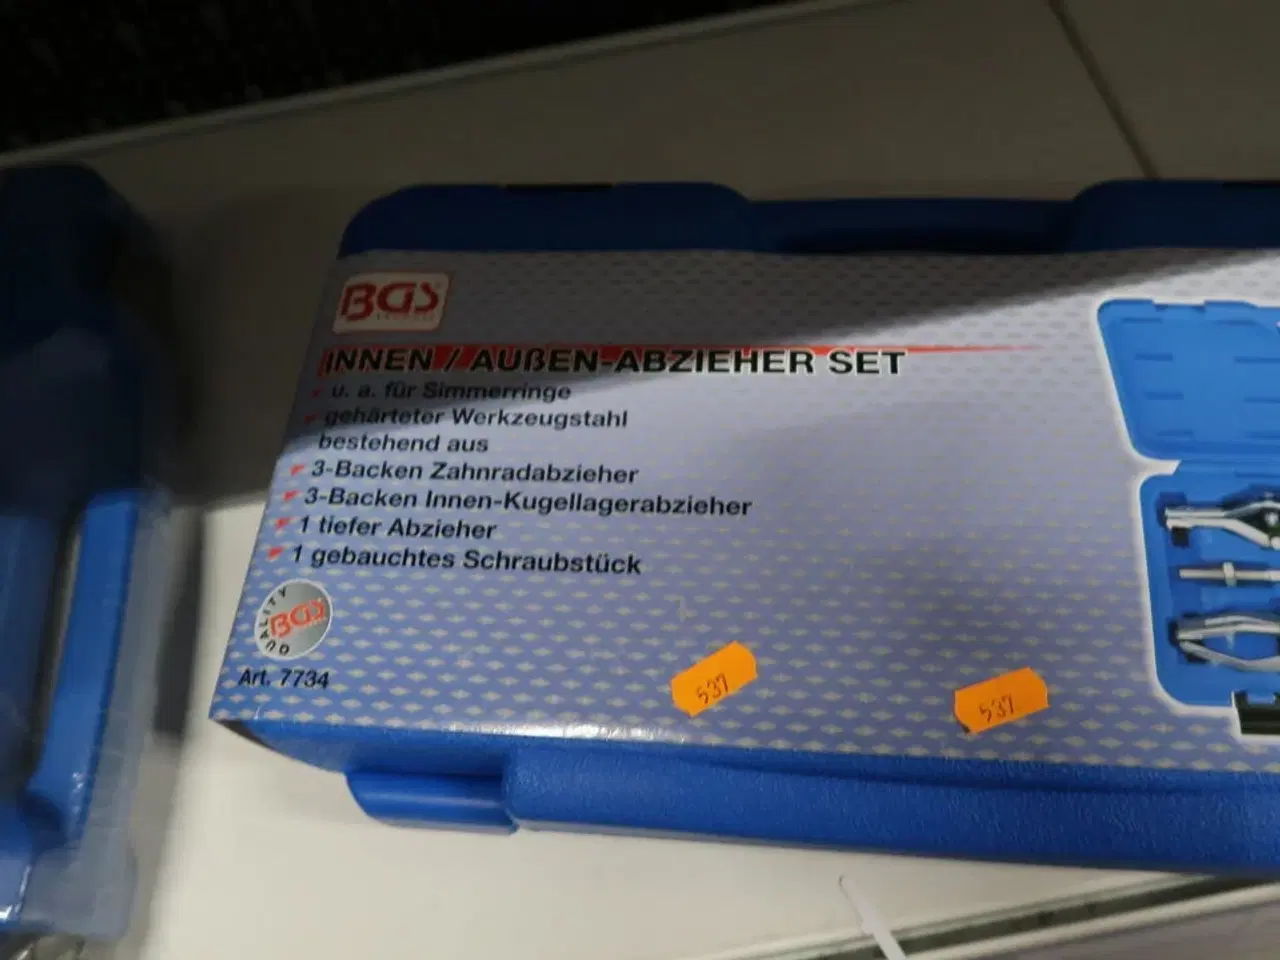 BGS
INNEN / AUßEN-ABZIEHER SET
u. a. für Simmerringe
gehärteter Werkzeugstahl
bestehend aus
3-Backen Zahnradabzieher
3-Backen Innen-Kugellagerabzieher
1 tiefer Abzieher
1 gebauchtes Schraubstück
QUALITY
BGS
Art. 7734
537
537